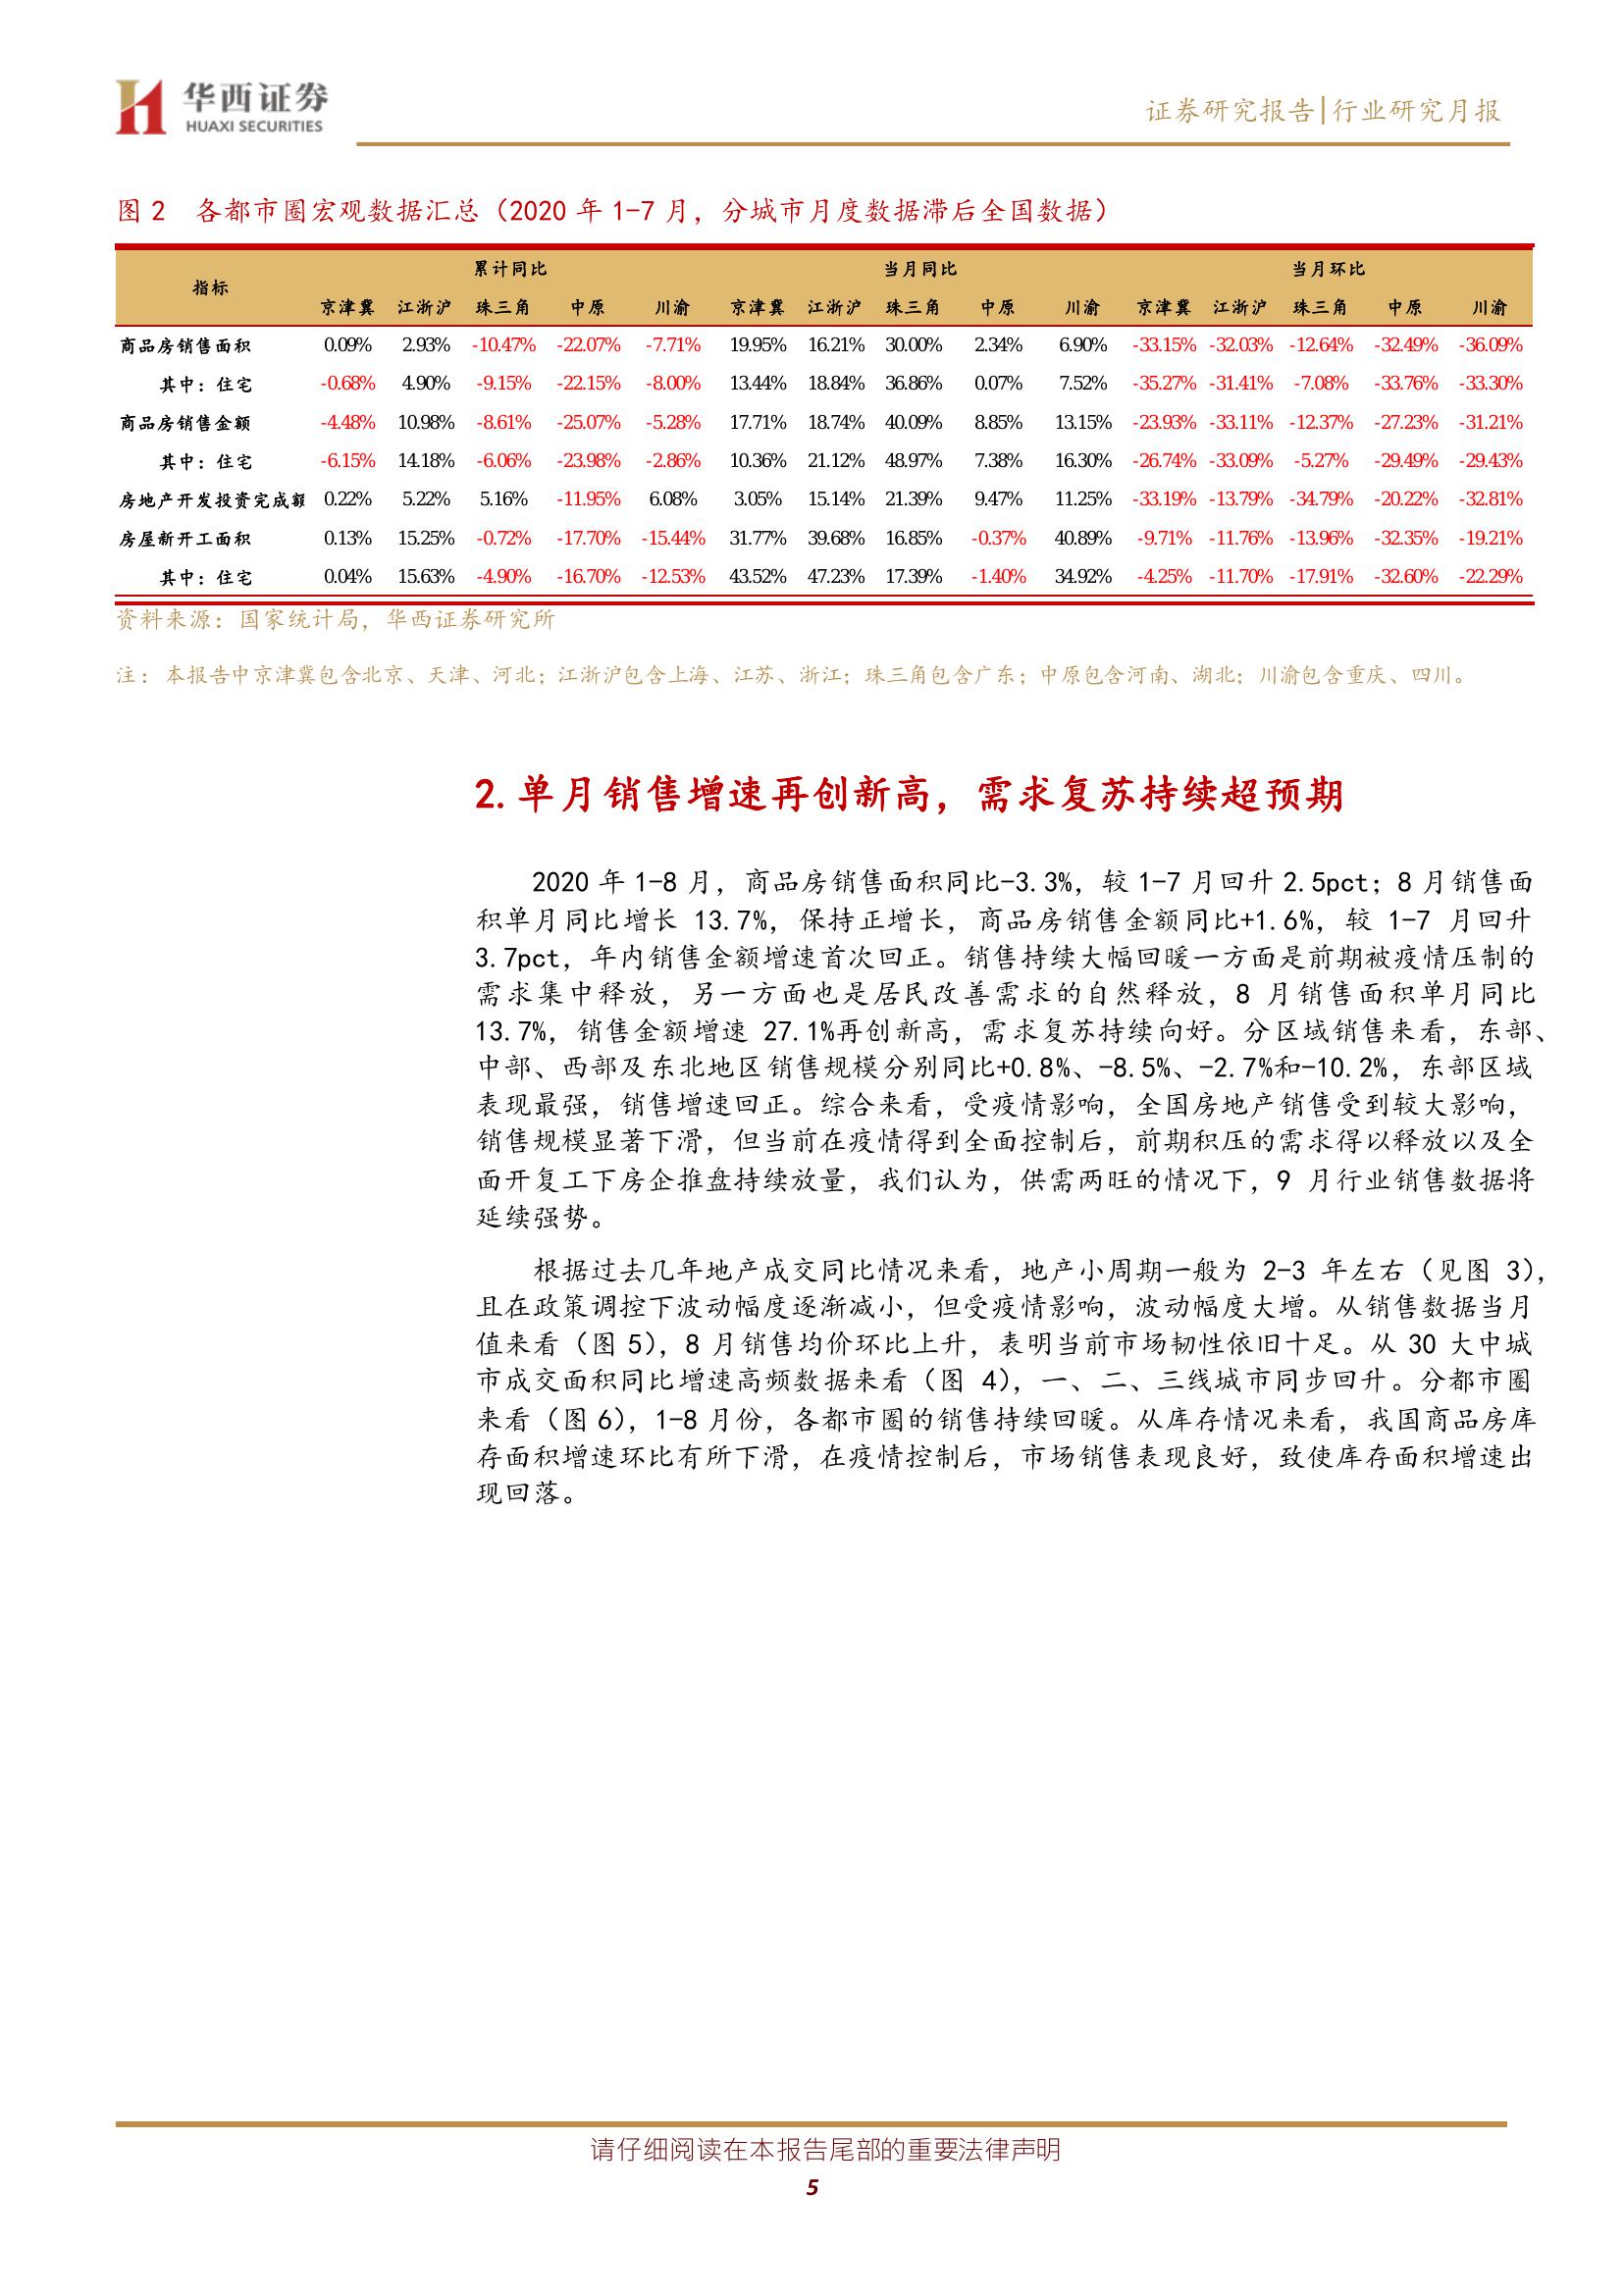 华西证券
HUAXI SECURITIES
证券研究报告|行业研究月报
图 2 各都市圈宏观数据汇总（2020 年 1-7 月，分城市月度数据滞后全国数据）
指标 累计同比 当月同比 当月环比
京津冀 江浙沪 珠三角 中原 川渝 京津冀 江浙沪 珠三角 中原 川渝 京津冀 江浙沪 珠三角 中原 川渝
商品房销售面积 0.09% 2.93% -10.47% -22.07% -7.71% 19.95% 16.21% 30.00% 2.34% 6.90% -33.15% -32.03% -12.64% -32.49% -36.09%
其中：住宅 -0.68% 4.90% -9.15% -22.15% -8.00% 13.44% 18.84% 36.86% 0.07% 7.52% -35.27% -31.41% -7.08% -33.76% -33.30%
商品房销售金额 -4.48% 10.98% -8.61% -25.07% -5.28% 17.71% 18.74% 40.09% 8.85% 13.15% -23.93% -33.11% -12.37% -27.23% -31.21%
其中：住宅 -6.15% 14.18% -6.06% -23.98% -2.86% 10.36% 21.12% 48.97% 7.38% 16.30% -26.74% -33.09% -5.27% -29.49% -29.43%
房地产开发投资完成额 0.22% 5.22% 5.16% -11.95% 6.08% 3.05% 15.14% 21.39% 9.47% 11.25% -33.19% -13.79% -34.79% -20.22% -32.81%
房屋新开工面积 0.13% 15.25% -0.72% -17.70% -15.44% 31.77% 39.68% 16.85% -0.37% 40.89% -9.71% -11.76% -13.96% -32.35% -19.21%
其中：住宅 0.04% 15.63% -4.90% -16.70% -12.53% 43.52% 47.23% 17.39% -1.40% 34.92% -4.25% -11.70% -17.91% -32.60% -22.29%
资料来源：国家统计局，华西证券研究所
注：本报告中京津冀包含北京、天津、河北；江浙沪包含上海、江苏、浙江；珠三角包含广东；中原包含河南、湖北；川渝包含重庆、四川。
2.单月销售增速再创新高，需求复苏持续超预期
2020 年 1-8 月，商品房销售面积同比-3.3%，较 1-7 月回升 2.5pct；8 月销售面
积单月同比增长 13.7%，保持正增长，商品房销售金额同比+1.6%，较 1-7 月回升
3.7pct，年内销售金额增速首次回正。销售持续大幅回暖一方面是前期被疫情压制的
需求集中释放，另一方面也是居民改善需求的自然释放，8 月销售面积单月同比
13.7%，销售金额增速 27.1%再创新高，需求复苏持续向好。分区域销售来看，东部、
中部、西部及东北地区销售规模分别同比+0.8%、-8.5%、-2.7%和-10.2%，东部区域
表现最强，销售增速回正。综合来看，受疫情影响，全国房地产销售受到较大影响，
销售规模显著下滑，但当前在疫情得到全面控制后，前期积压的需求得以释放以及全
面开复工下房企推盘持续放量，我们认为，供需两旺的情况下，9 月行业销售数据将
延续强势。
根据过去几年地产成交同比情况来看，地产小周期一般为 2-3 年左右（见图 3），
且在政策调控下波动幅度逐渐减小，但受疫情影响，波动幅度大增。从销售数据当月
值来看（图 5），8 月销售均价环比上升，表明当前市场韧性依旧十足。从 30 大中城
市成交面积同比增速高频数据来看（图 4），一、二、三线城市同步回升。分都市圈
来看（图 6），1-8 月份，各都市圈的销售持续回暖。从库存情况来看，我国商品房库
存面积增速环比有所下滑，在疫情控制后，市场销售表现良好，致使库存面积增速出
现回落。
请仔细阅读在本报告尾部的重要法律声明
5